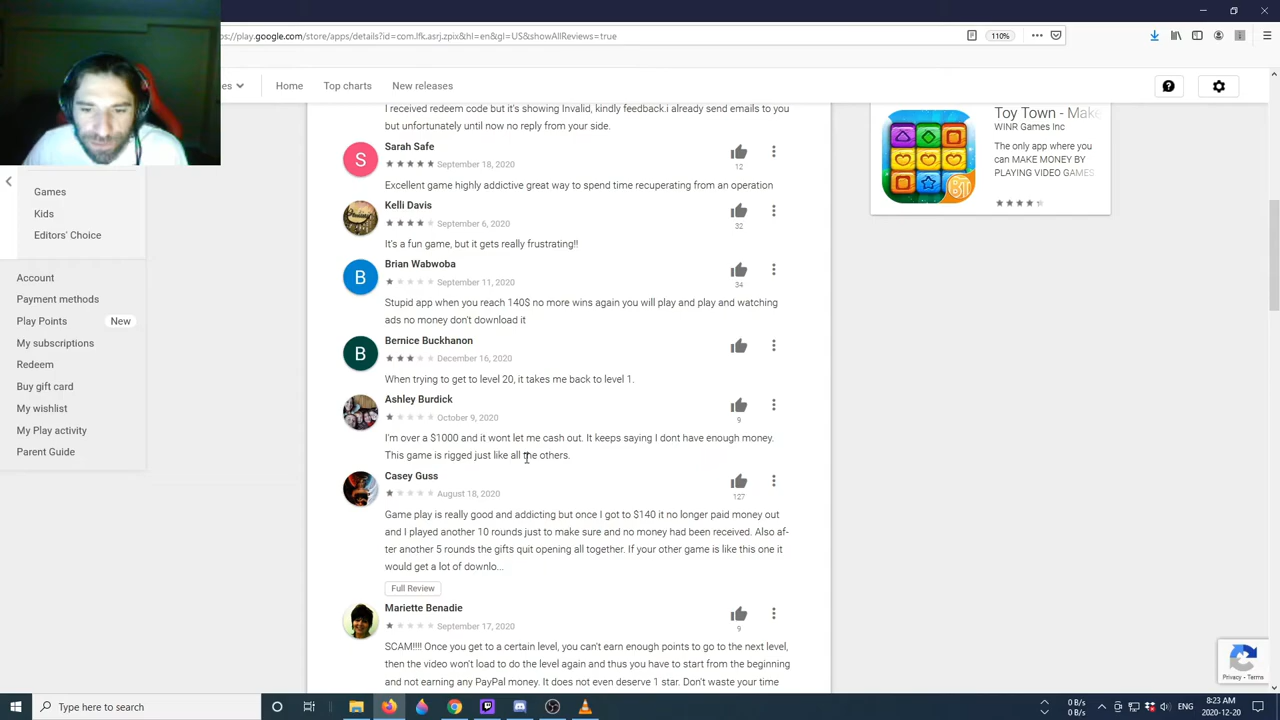 ps://play.google.com/store/apps/details?id=com.lfk.asrj.zpix&hl=en&gl=US&showAllReviews=true
110%
es
Home
Top charts
New releases
Games
Kids
Editors' Choice
Account
Payment methods
Play Points
New
My subscriptions
Redeem
Buy gift card
My wishlist
My Play activity
Parent Guide
I received redeem code but it's showing Invalid, kindly feedback.i already send emails to you
but unfortunately until now no reply from your side.
S
Sarah Safe
September 18, 2020
12
Excellent game highly addictive great way to spend time recuperating from an operation
Kelli Davis
September 6, 2020
32
It's a fun game, but it gets really frustrating!!
B
Brian Wabwoba
September 11, 2020
34
Stupid app when you reach 140$ no more wins again you will play and play and watching
ads no money don't download it
B
Bernice Buckhanon
December 16, 2020
When trying to get to level 20, it takes me back to level 1.
Ashley Burdick
October 9, 2020
9
I'm over a $1000 and it wont let me cash out. It keeps saying I dont have enough money.
This game is rigged just like all the others.
Casey Guss
August 18, 2020
127
Game play is really good and addicting but once I got to $140 it no longer paid money out
and I played another 10 rounds just to make sure and no money had been received. Also af-
ter another 5 rounds the gifts quit opening all together. If your other game is like this one it
would get a lot of downlo...
Full Review
Mariette Benadie
September 17, 2020
9
SCAM!!!! Once you get to a certain level, you can't earn enough points to go to the next level,
then the video won't load to do the level again and thus you have to start from the beginning
and not earning any PayPal money. It does not even deserve 1 star. Don't waste your time
Toy Town - Make
WINR Games Inc
The only app where you
can MAKE MONEY BY
PLAYING VIDEO GAMES.
Privacy - Terms
Type here to search
0 B/s
0 B/s
8:23 AM
2020-12-20